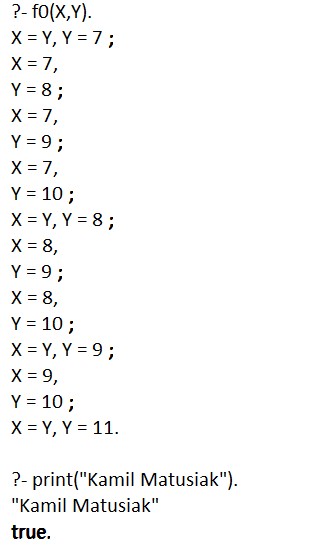 ?- f0(X,Y).
X = Y, Y = 7 ;
X = 7,
Y = 8 ;
X = 7,
Y = 9 ;
X = 7,
Y = 10 ;
X = Y, Y = 8 ;
X = 8,
Y = 9 ;
X = 8,
Y = 10 ;
X = Y, Y = 9 ;
X = 9,
Y = 10 ;
X = Y, Y = 11.
?- print("Kamil Matusiak").
"Kamil Matusiak"
true.